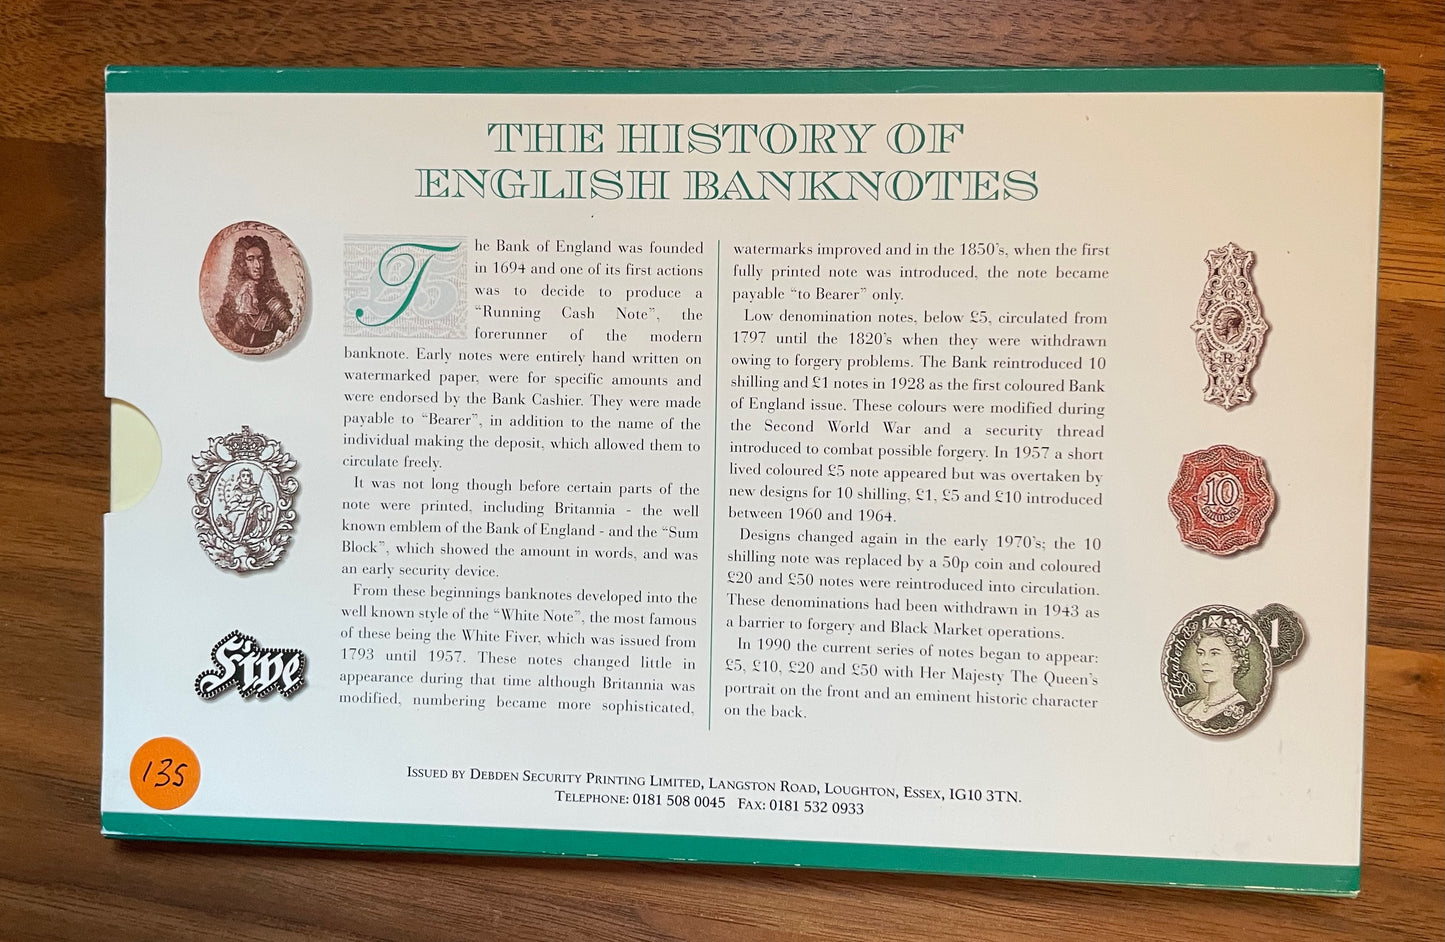 THE HISTORY OF
ENGLISH BANKNOTES
The Bank of England was founded
in 1694 and one of its first actions
was to decide to produce a
“Running Cash Note”, the
forerunner of the modern
banknote. Early notes were entirely hand written on
watermarked paper, were for specific amounts and
were endorsed by the Bank Cashier. They were made
payable to “Bearer”, in addition to the name of the
individual making the deposit, which allowed them to
circulate freely.
It was not long though before certain parts of the
note were printed, including Britannia - the well
known emblem of the Bank of England - and the “Sum
Block”, which showed the amount in words, and was
an early security device.
From these beginnings banknotes developed into the
well known style of the “White Note”, the most famous
of these being the White Fiver, which was issued from
1793 until 1957. These notes changed little in
appearance during that time although Britannia was
modified, numbering became more sophisticated,
watermarks improved and in the 1850's, when the first
fully printed note was introduced, the note became
payable “to Bearer” only.
Low denomination notes, below £5, circulated from
1797 until the 1820's when they were withdrawn
owing to forgery problems. The Bank reintroduced 10
shilling and £1 notes in 1928 as the first coloured Bank
of England issue. These colours were modified during
the Second World War and a security thread
introduced to combat possible forgery. In 1957 a short
lived coloured £5 note appeared but was overtaken by
new designs for 10 shilling, £1, £5 and £10 introduced
between 1960 and 1964.
Designs changed again in the early 1970's; the 10
shilling note was replaced by a 50p coin and coloured
£20 and £50 notes were reintroduced into circulation.
These denominations had been withdrawn in 1943 as
a barrier to forgery and Black Market operations.
In 1990 the current series of notes began to appear:
£5, £10, £20 and £50 with Her Majesty The Queen's
portrait on the front and an eminent historic character
on the back.
Five
G
R
10
SHILLINGS
1
135
ISSUED BY DEBDEN SECURITY PRINTING LIMITED, LANGSTON ROAD, LOUGHTON, ESSEX, IG10 3TN.
TELEPHONE: 0181 508 0045 FAX: 0181 532 0933